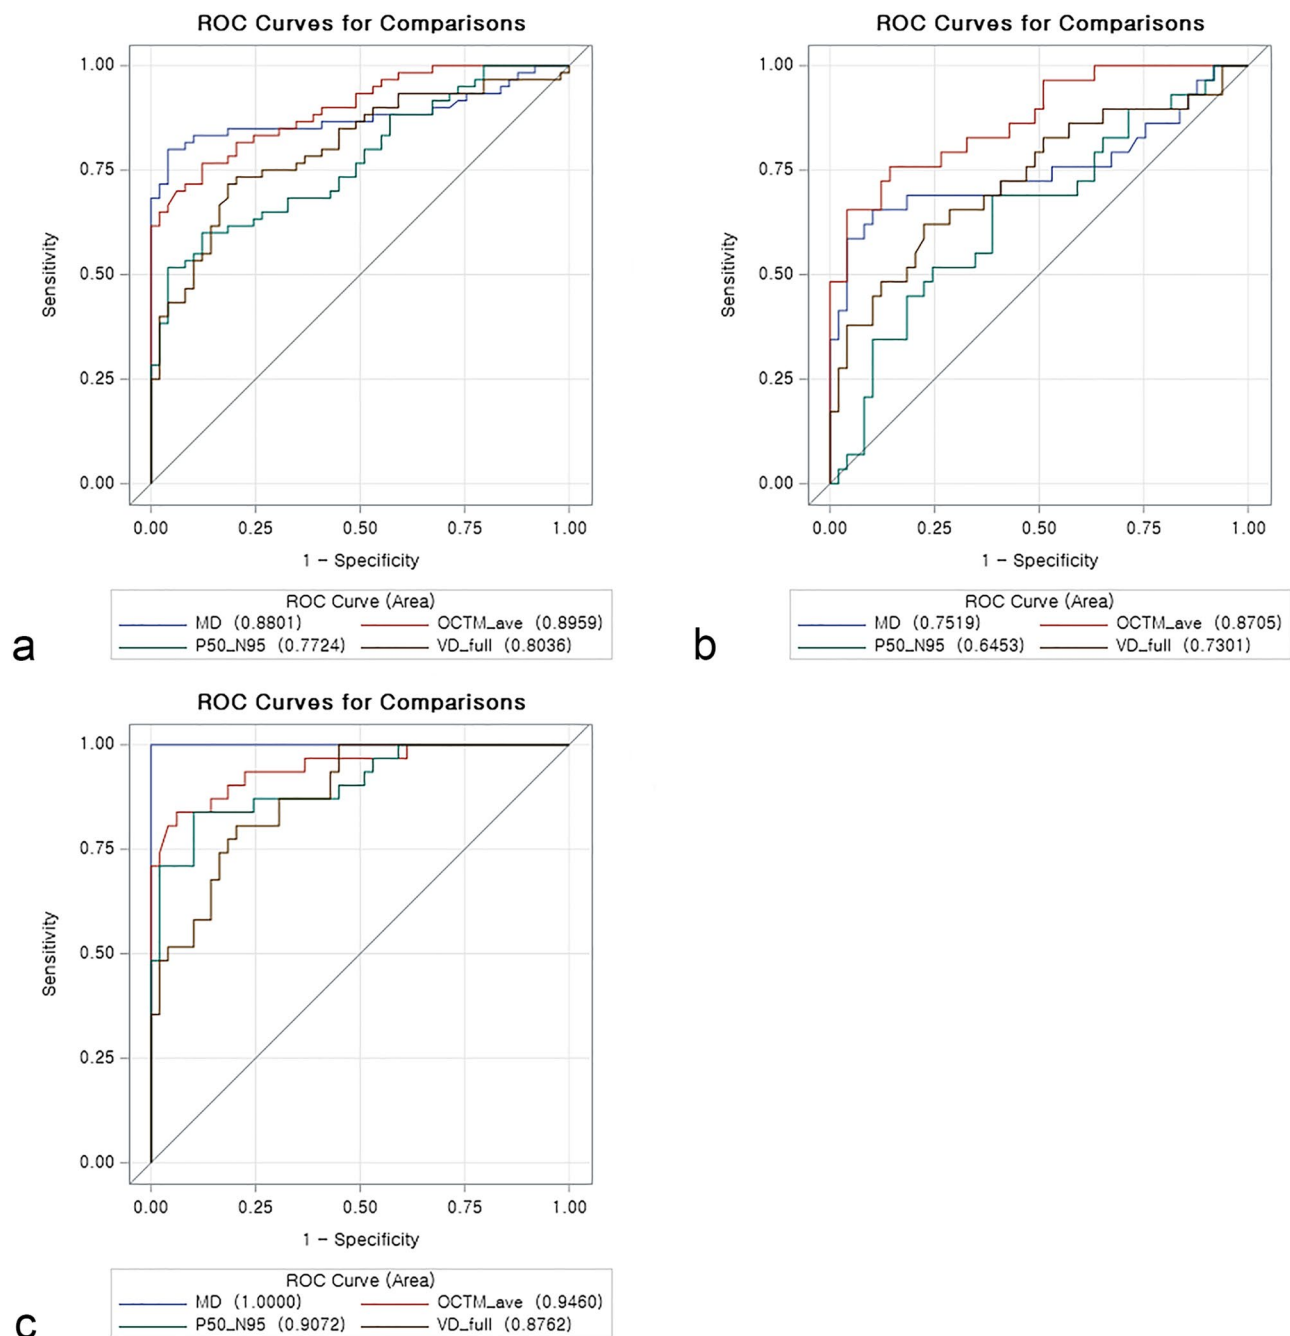 ROC Curves for Comparisons
1.00
0.75
0.50
0.25
0.00
Sensitivity
0.00 0.25 0.50 0.75 1.00
1 – Specificity
ROC Curve (Area)
MD (0.8801) OCTM_ave (0.8959)
P50_N95 (0.7724) VD_full (0.8036)
a
ROC Curves for Comparisons
1.00
0.75
0.50
0.25
0.00
Sensitivity
0.00 0.25 0.50 0.75 1.00
1 – Specificity
ROC Curve (Area)
MD (0.7519) OCTM_ave (0.8705)
P50_N95 (0.6453) VD_full (0.7301)
b
ROC Curves for Comparisons
1.00
0.75
0.50
0.25
0.00
Sensitivity
0.00 0.25 0.50 0.75 1.00
1 – Specificity
ROC Curve (Area)
MD (1.0000) OCTM_ave (0.9460)
P50_N95 (0.9072) VD_full (0.8762)
c